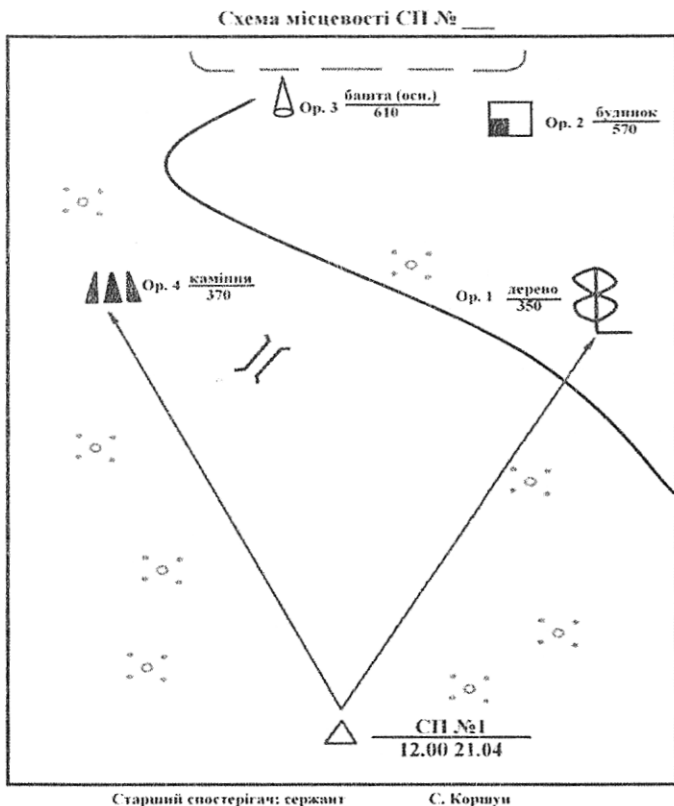 Схема місцевості СП № ___
Ор. 3 башта (осн.)
610
Ор. 2 будинок
570
Ор. 4 каміння
370
Ор. 1 дерево
350
СП №1
12.00 21.04
Старший спостерігач: сержант С. Коршун